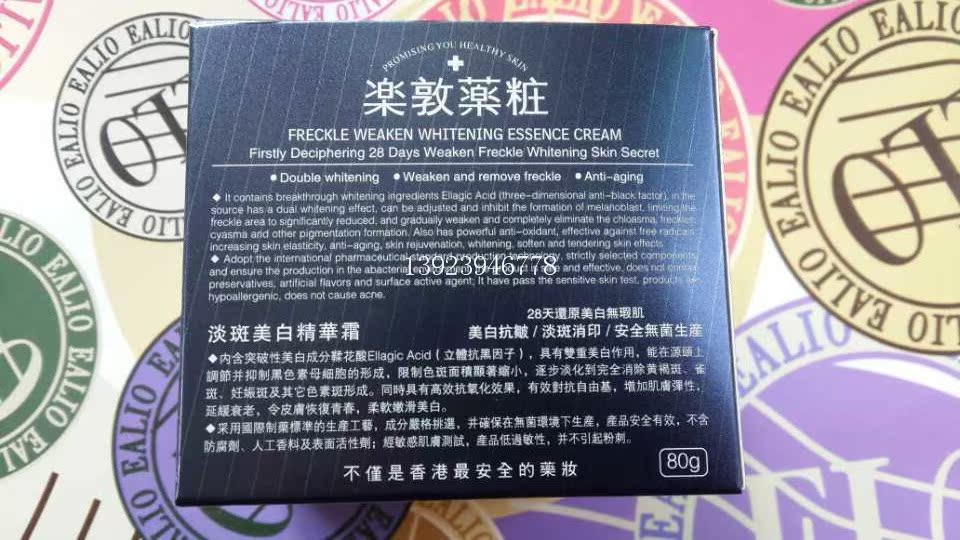 PROMISING YOU HEALTHY SKIN
楽敦薬粧
FRECKLE WEAKEN WHITENING ESSENCE CREAM
Firstly Deciphering 28 Days Weaken Freckle Whitening Skin Secret
● Double whitening ● Weaken and remove freckle ● Anti-aging
◆ It contains breakthrough whitening ingredients Ellagic Acid (three-dimensional anti-black factor), in the
source has a dual whitening effect, can be adjusted and inhibit the formation of melanoblast, limiting the
freckle area to significantly reduced, and gradually weaken and completely eliminate the chloasma, freckles,
cyasma and other pigmentation formation. Also has powerful anti-oxidant, effective against free radicals
increasing skin elasticity, anti-aging, skin rejuvenation, whitening, soften and tendering skin effects
◆ Adopt the international pharmaceutical standard production technology, strictly selected components
and ensure the production in the abacterial and effective, does not contain
preservatives, artificial flavors and surface active agent; It have pass the sensitive skin test, products
hypoallergenic, does not cause acne.
13923946778
28天還原美白無瑕肌
淡斑美白精華霜
美白抗皺/淡斑消印/安全無菌生産
◆内含突破性美白成分鞣花酸Ellagic Acid(立體抗黑因子),具有雙重美白作用,能在源頭上
調節并抑制黑色素母細胞的形成,限制色斑面積顯著縮小,逐步淡化到完全消除黄褐斑、雀
斑、妊娠斑及其它色素斑形成。同時具有高效抗氧化效果,有效對抗自由基,增加肌膚彈性,
延緩衰老,令皮膚恢復青春,柔軟嫩滑美白。
◆采用國際制藥標準的生産工藝,成分嚴格挑選,并確保在無菌環境下生産,産品安全有效,不含
防腐劑、人工香料及表面活性劑;經敏感肌膚測試,産品低過敏性,并不引起粉刺。
不僅是香港最安全的藥妝
80g
EALIO EALIO EALIO
EALIO EALIO EALIO